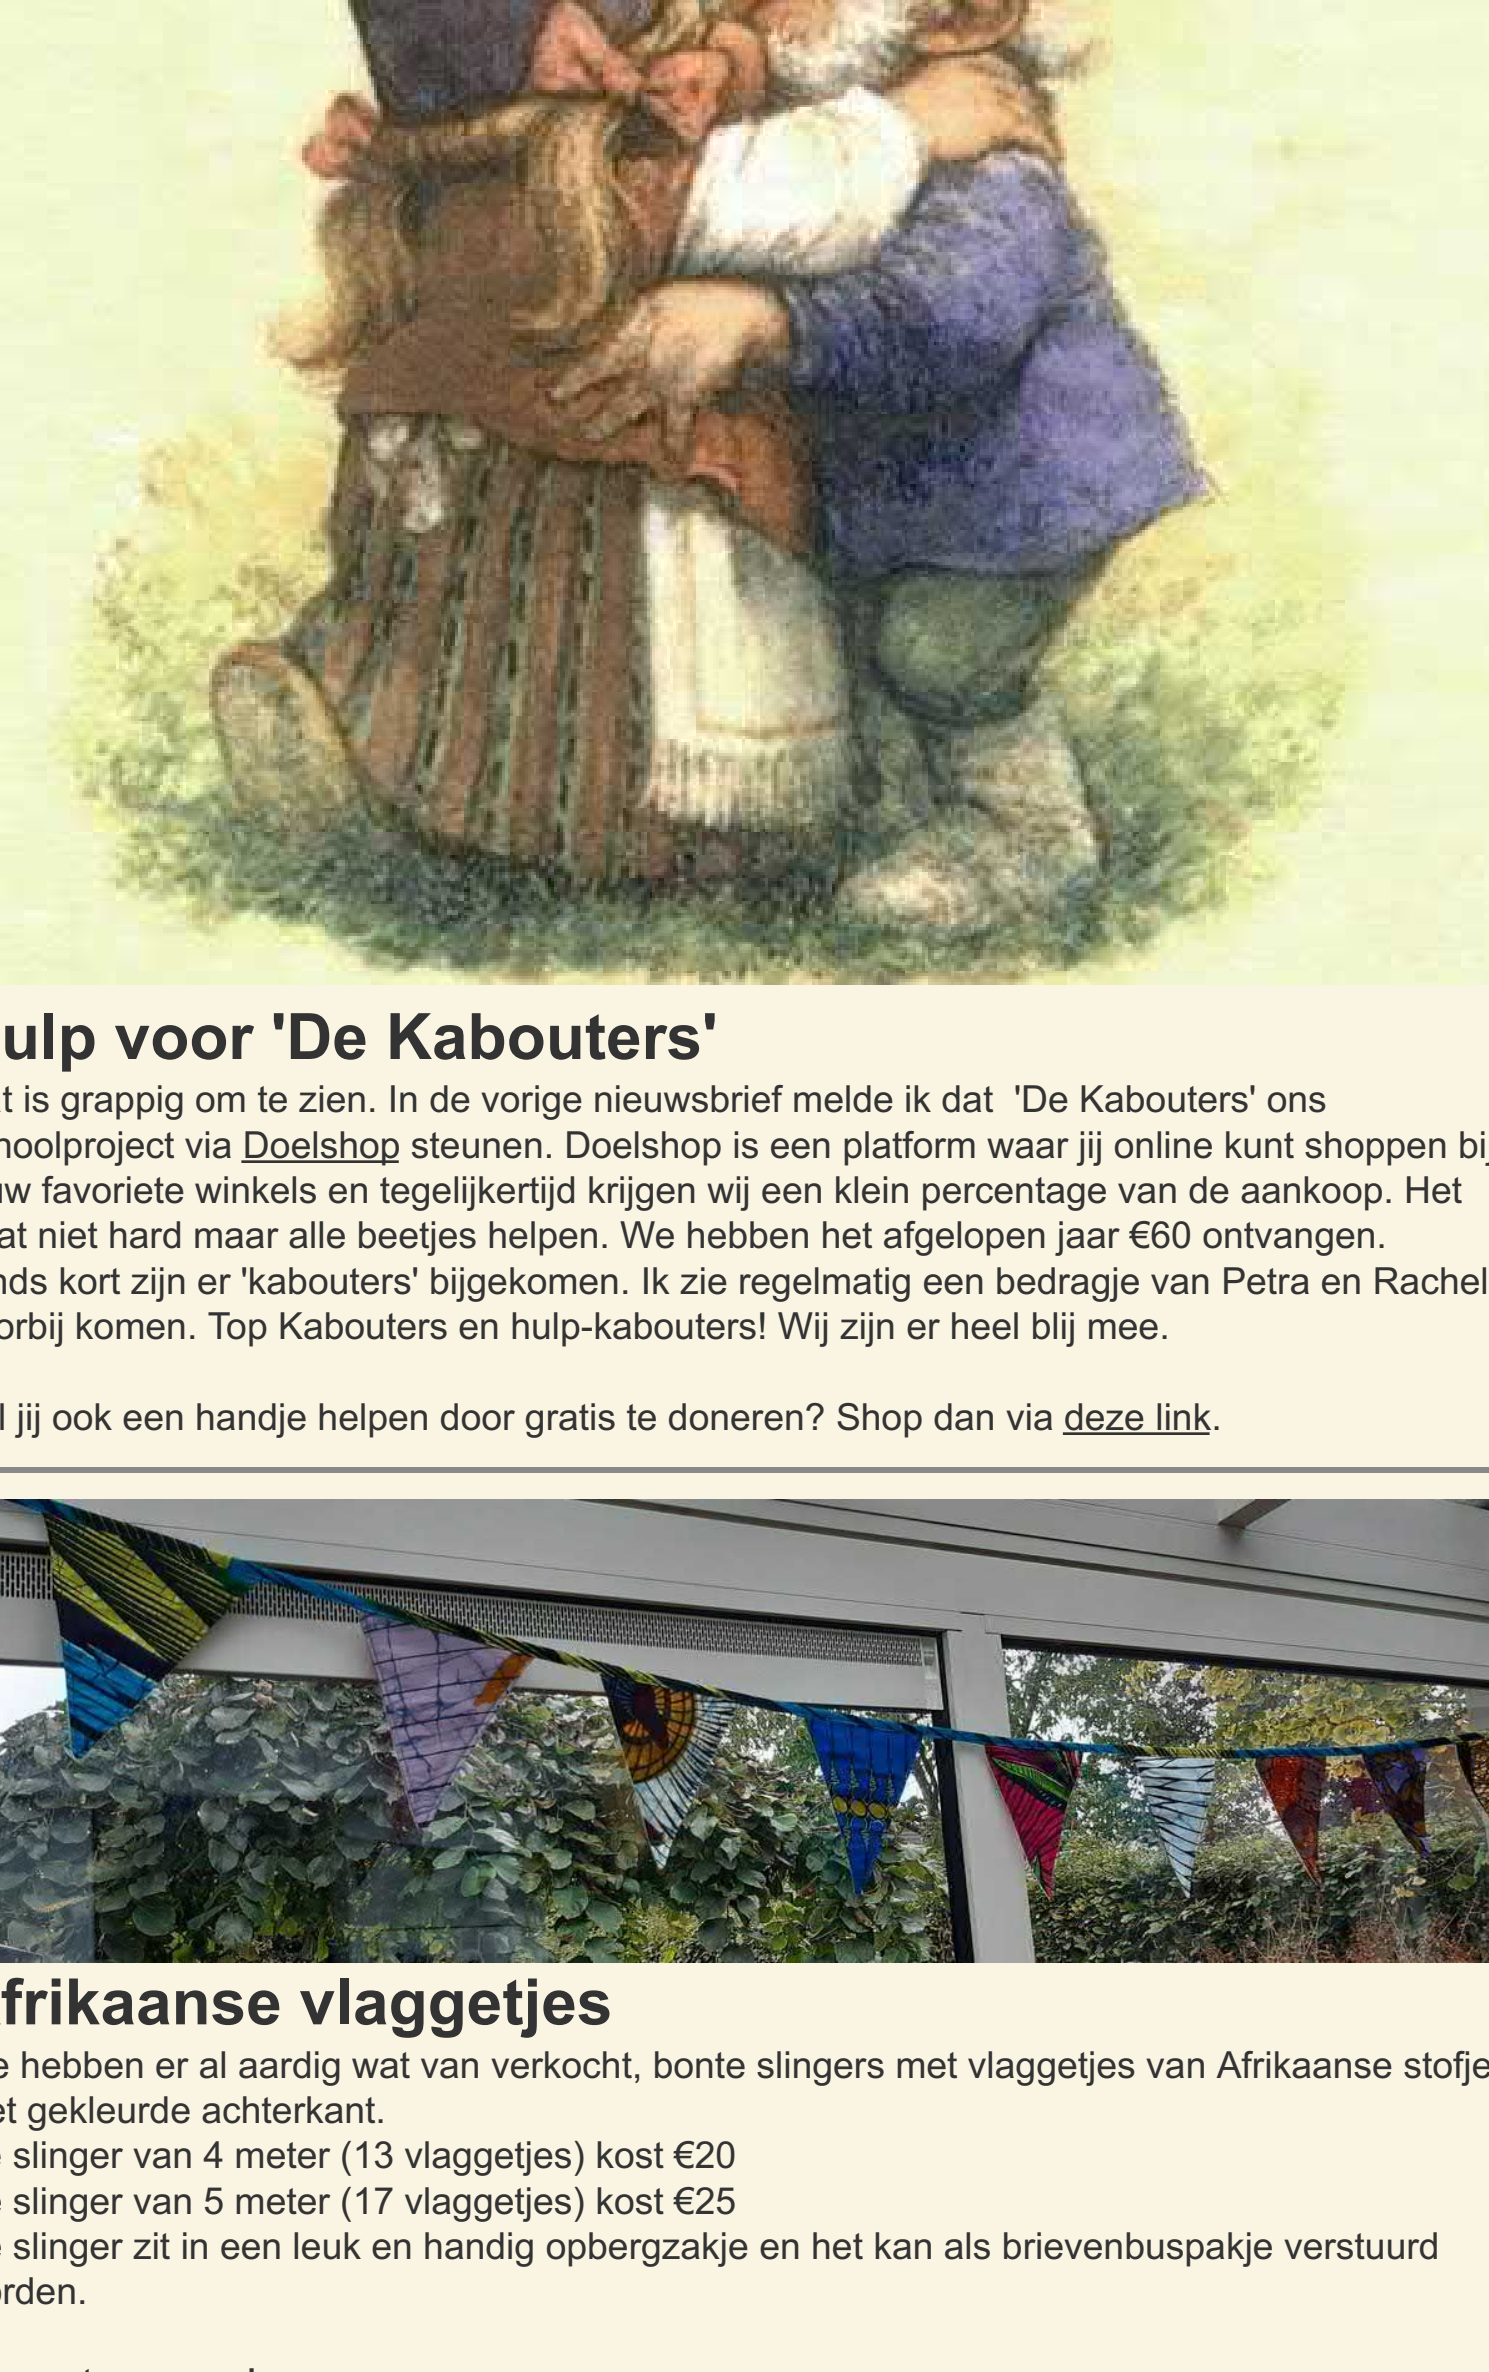 ulp voor 'De Kabouters'
t is grappig om te zien. In de vorige nieuwsbrief melde ik dat 'De Kabouters' ons
hoolproject via Doelshop steunen. Doelshop is een platform waar jij online kunt shoppen bij
uw favoriete winkels en tegelijkertijd krijgen wij een klein percentage van de aankoop. Het
at niet hard maar alle beetjes helpen. We hebben het afgelopen jaar €60 ontvangen.
nds kort zijn er 'kabouters' bijgekomen. Ik zie regelmatig een bedragje van Petra en Rachel
orbij komen. Top Kabouters en hulp-kabouters! Wij zijn er heel blij mee.
l jij ook een handje helpen door gratis te doneren? Shop dan via deze link.
frikaanse vlaggetjes
e hebben er al aardig wat van verkocht, bonte slingers met vlaggetjes van Afrikaanse stofje
et gekleurde achterkant.
e slinger van 4 meter (13 vlaggetjes) kost €20
e slinger van 5 meter (17 vlaggetjes) kost €25
e slinger zit in een leuk en handig opbergzakje en het kan als brievenbuspakje verstuurd
rden.